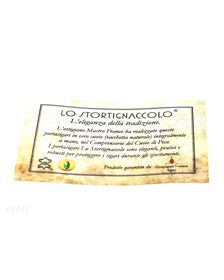 LO STORTIGNACCOLO®
L'eleganza della tradizione.
L'artigiano Mastro Franco ha realizzato questo
portasigari in vero cuoio (vacchetta naturale) integralmente
a mano, nel Comprensorio del Cuoio di Pisa.
I portasigari Lo Stortignaccolo sono eleganti, pratici e
robusti per proteggere i sigari durante gli spostamenti.
Prodotto garantito da